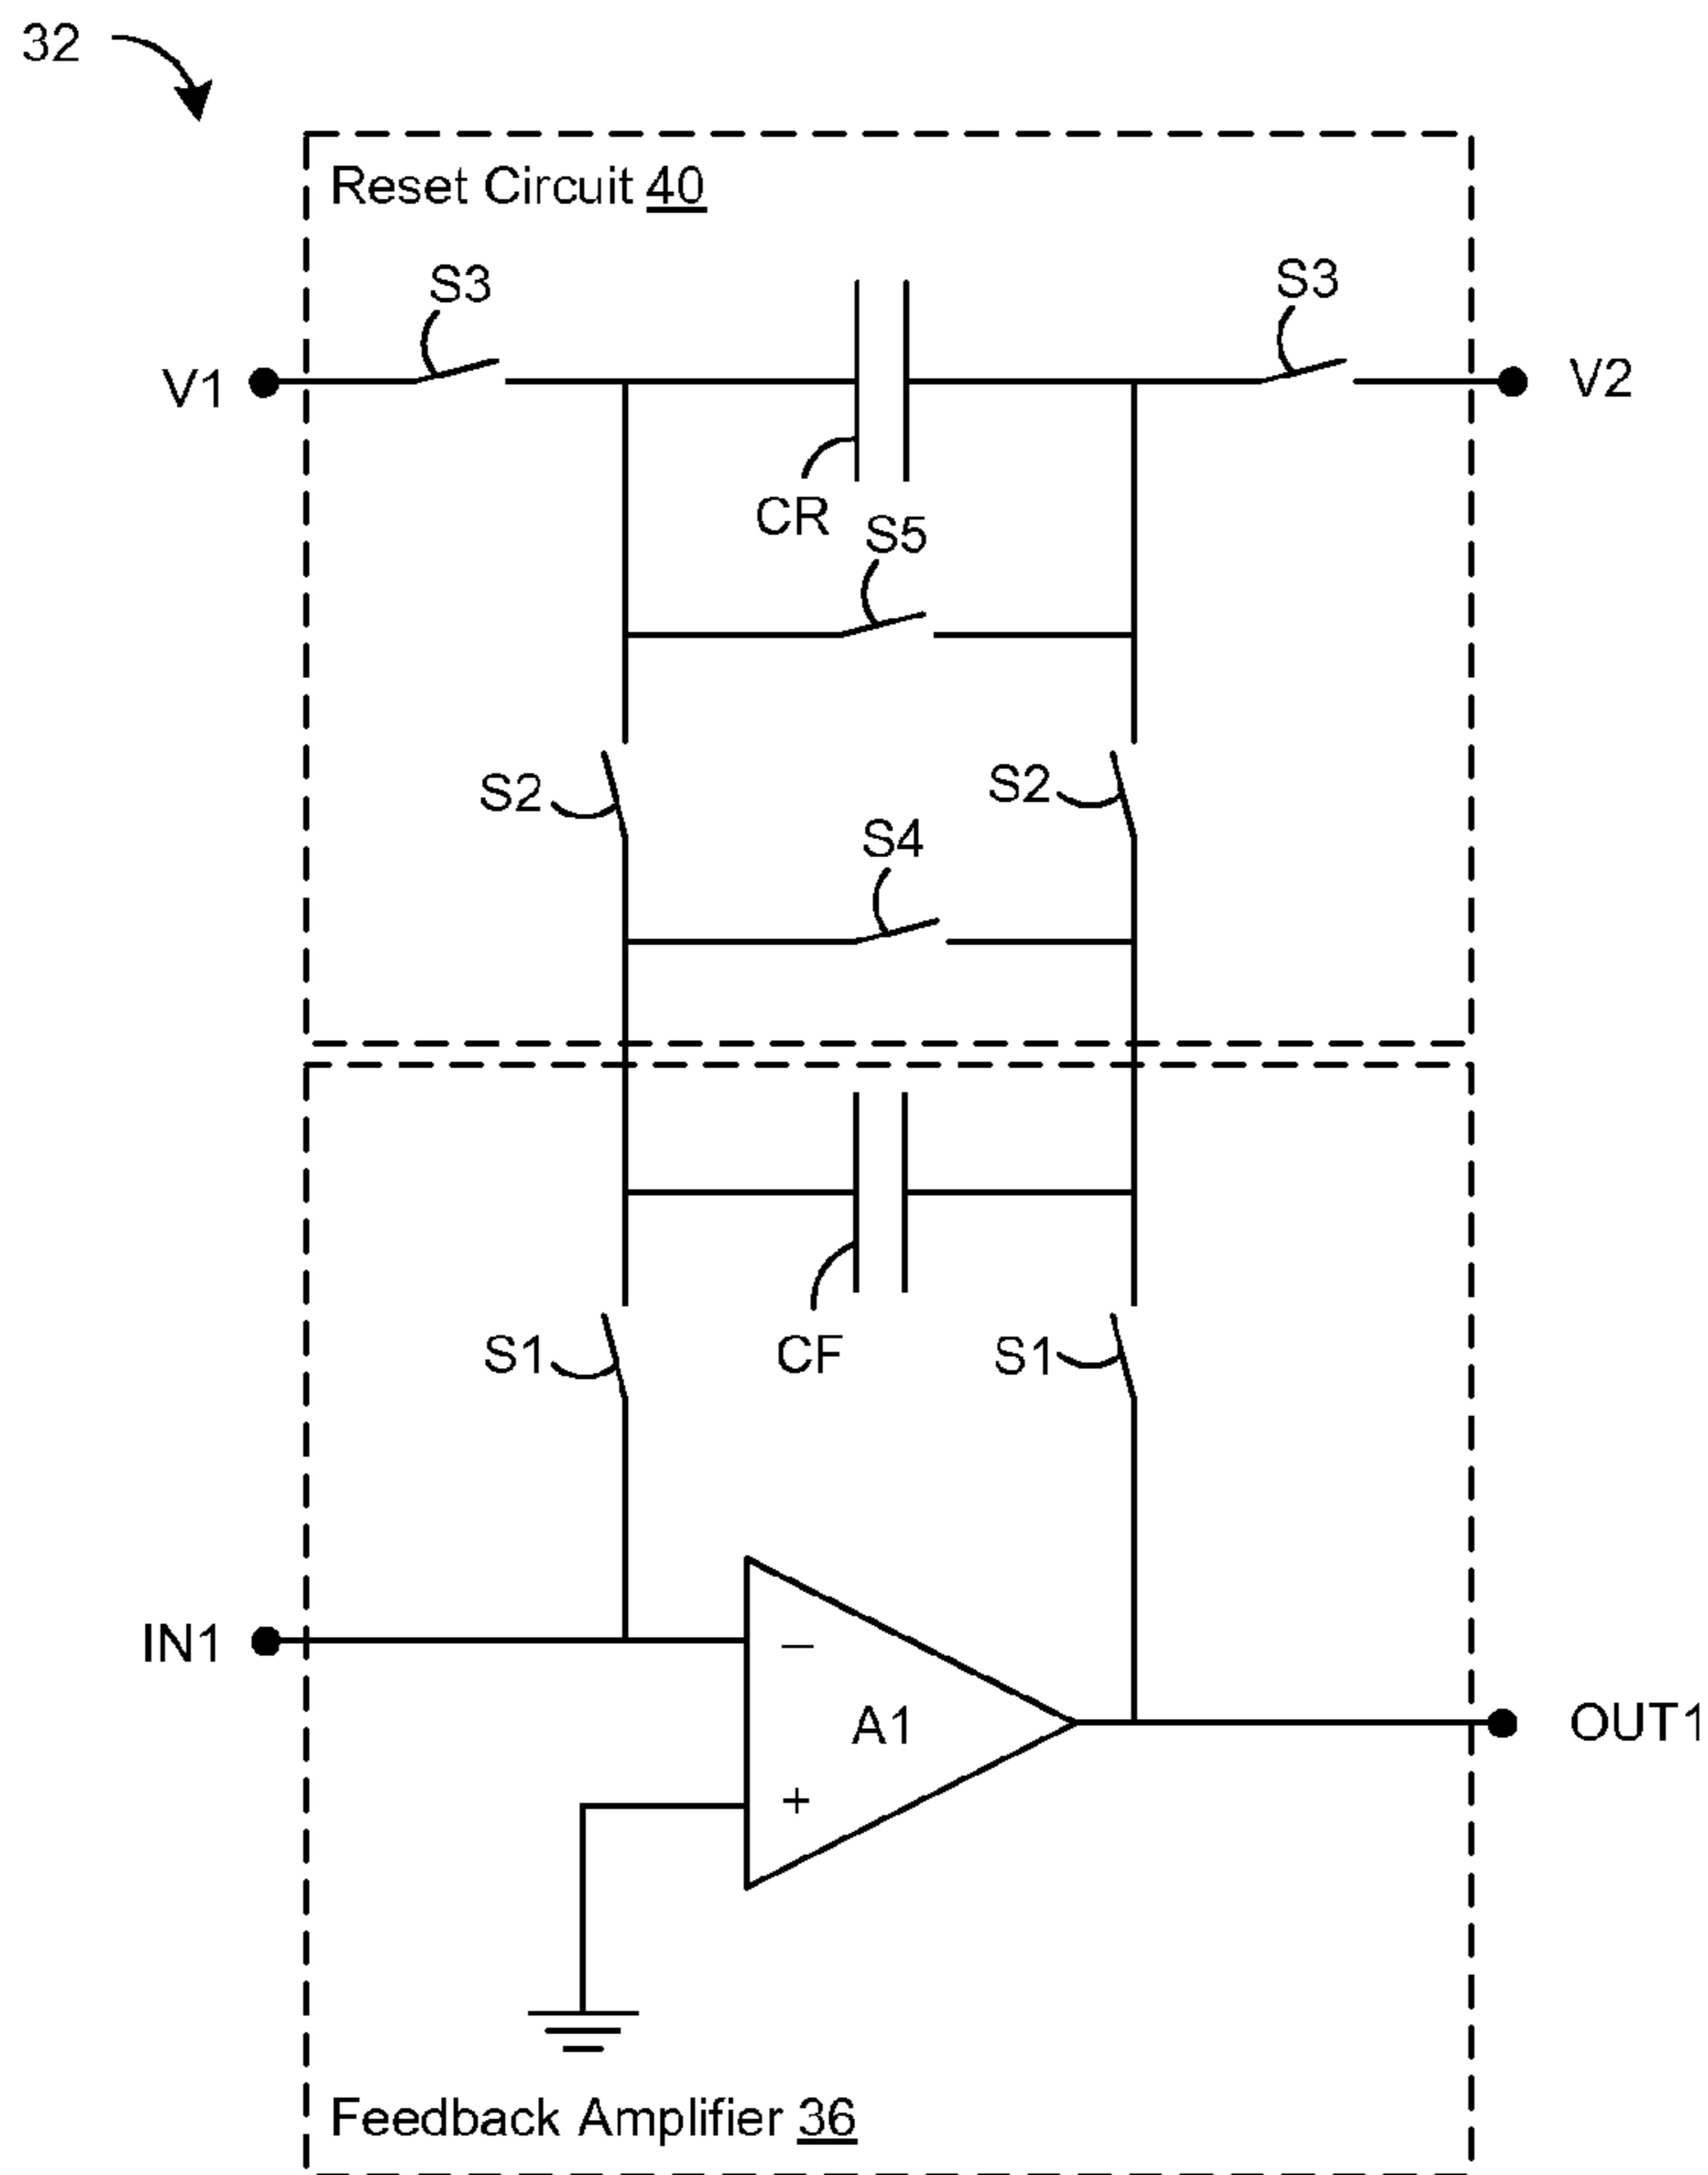 32
Reset Circuit 40
S3
S3
V1
V2
CR
S5
S2
S2
S4
S1
CF
S1
IN1
−
A1
OUT1
+
Feedback Amplifier 36